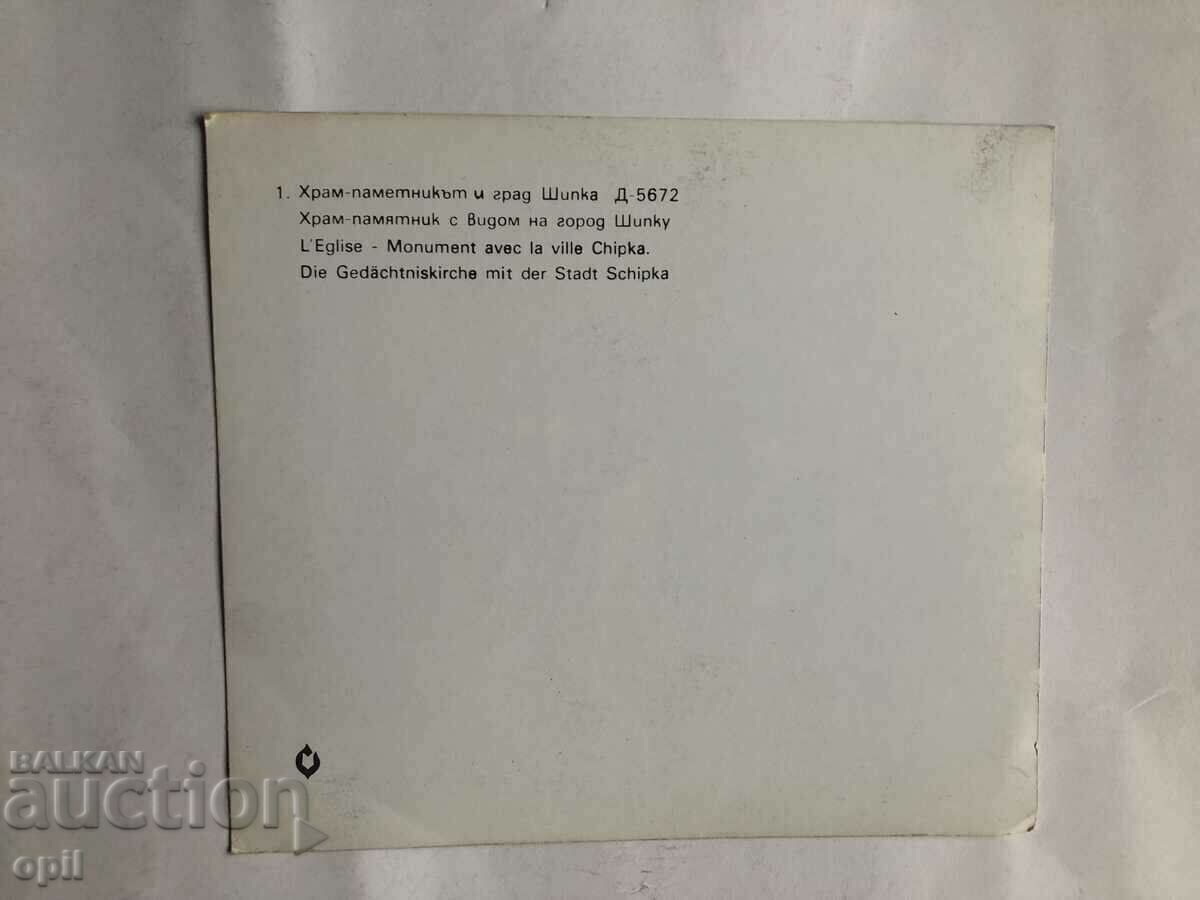 1. Храм-паметникът и град Шипка Д-5672
Храм-памятник с видом на город Шипку
L'Eglise - Monument avec la ville Chipka.
Die Gedächtniskirche mit der Stadt Schipka
BALKAN
auction
opil